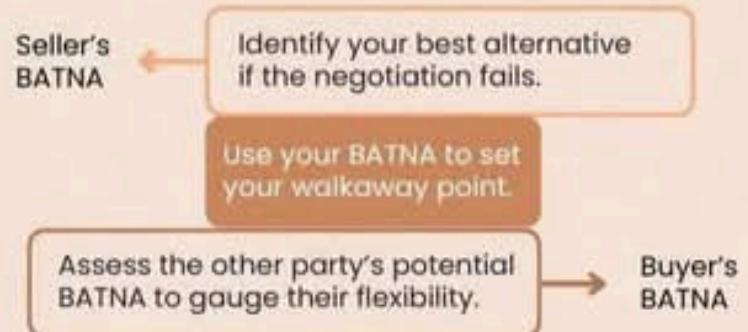 Seller's
BATNA
Identify your best alternative
if the negotiation fails.
Use your BATNA to set
your walkaway point.
Assess the other party's potential
BATNA to gauge their flexibility.
Buyer's
BATNA